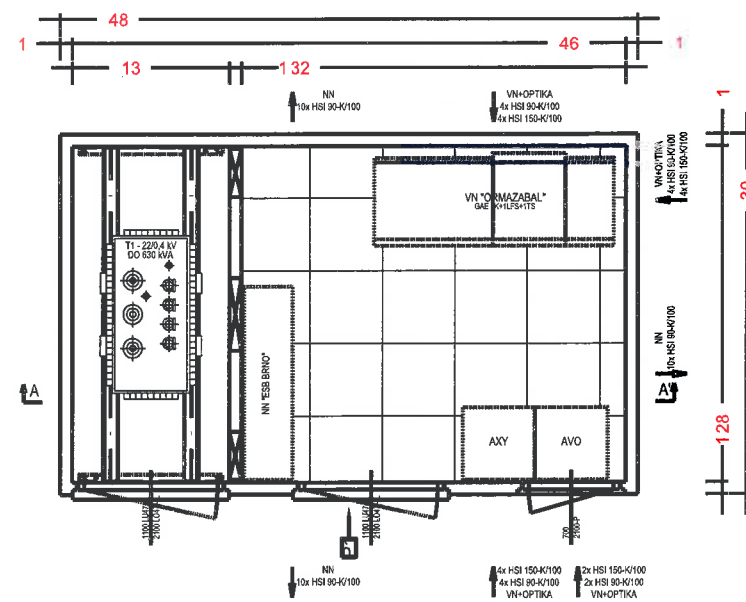 48
1
46
1
13
1 32
NN
10x HSI 90-K/100
VN+OPTIKA
4x HSI 90-K/100
4x HSI 150-K/100
1
VN+OPTIKA
4x HSI 90-K/100
4x HSI 150-K/100
VN "ORMAZABAL"
T1 - 22/0,4 kV
DO 630 kVA
NN "ESB BRNO"
NN
10x HSI 90-K/100
A
A'
AXY
AVO
128
700
2100-P
NN
10x HSI 90-K/100
4x HSI 150-K/100
4x HSI 90-K/100
VN+OPTIKA
2x HSI 150-K/100
2x HSI 90-K/100
VN+OPTIKA